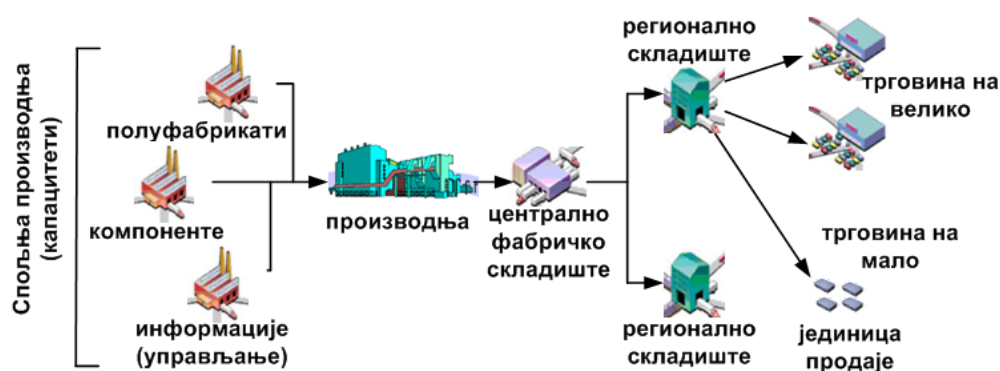 Спољња производња
(капацитети)
полуфабрикати
компоненте
информације
(управљање)
производња
централно
фабричко
складиште
регионално
складиште
регионално
складиште
трговина на
велико
трговина на
мало
јединица
продаје